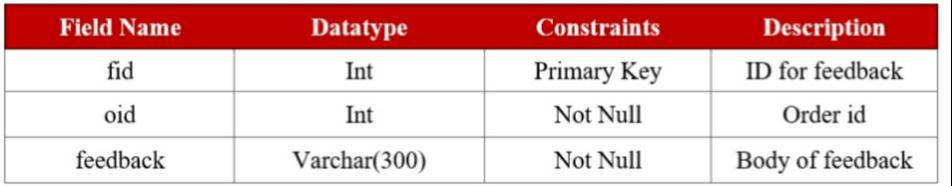 Field Name Datatype Constraints Description
fid Int Primary Key ID for feedback
oid Int Not Null Order id
feedback Varchar(300) Not Null Body of feedback